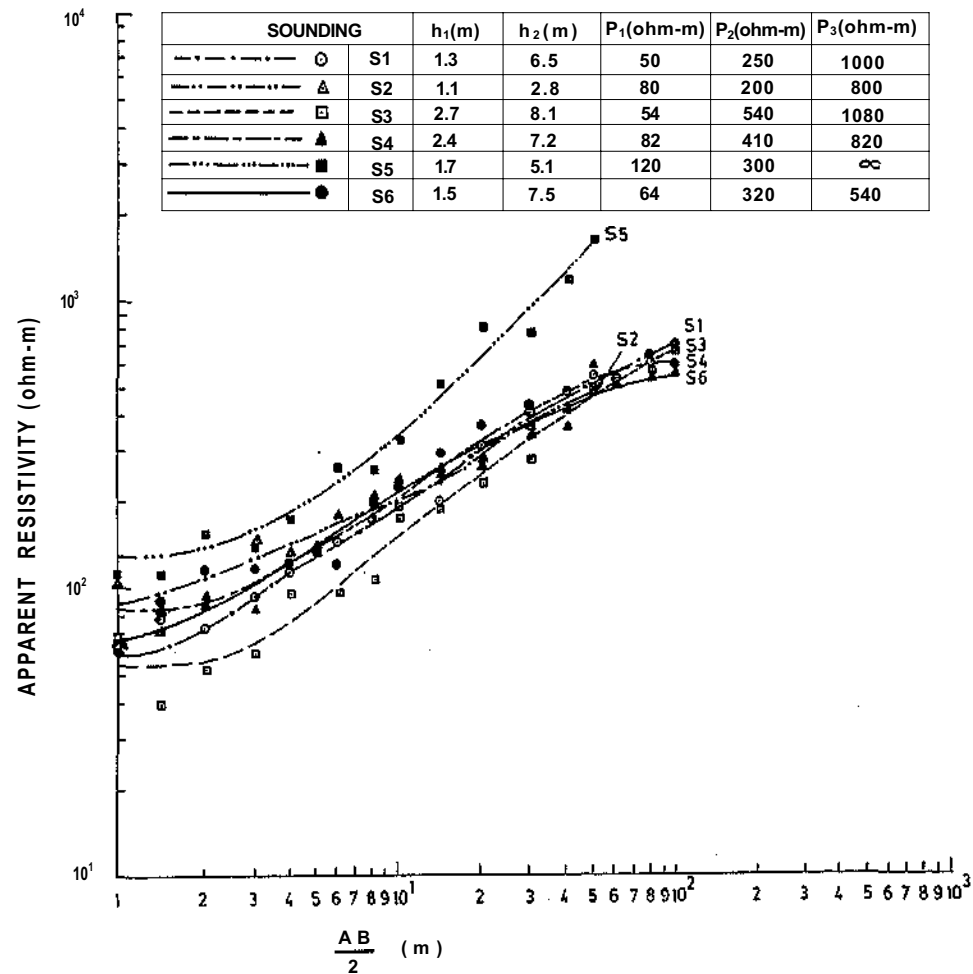 SOUNDING h₁(m) h₂(m) P₁(ohm-m) P₂(ohm-m) P₃(ohm-m)
S1 1.3 6.5 50 250 1000
S2 1.1 2.8 80 200 800
S3 2.7 8.1 54 540 1080
S4 2.4 7.2 82 410 820
S5 1.7 5.1 120 300 ∝
S6 1.5 7.5 64 320 540
10⁴
10³
10²
10¹
APPARENT RESISTIVITY (ohm-m)
S5
S2
S1
S3
S4
S6
1 2 3 4 5 6 7 8 9 10¹ 2 3 4 5 6 7 8 9 10² 2 3 4 5 6 7 8 9 10³
AB
2
(m)